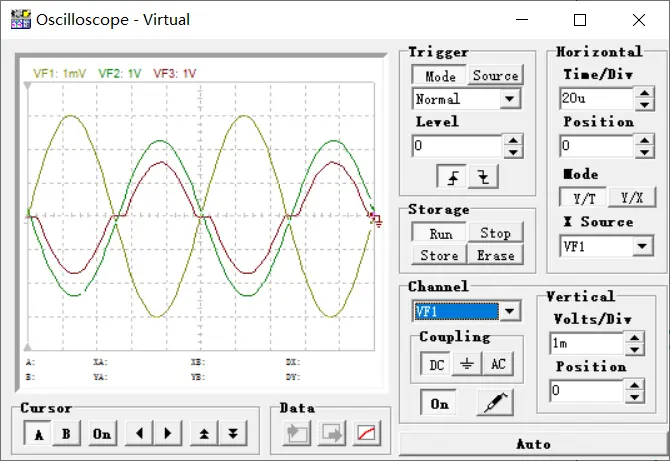 Oscilloscope - Virtual
VF1: 1mV VF2: 1V VF3: 1V
A: XA: XB: DX:
B: YA: YB: DY:
Cursor
A B On
Data
Trigger
Mode Source
Normal
Level
0
Storage
Run Stop
Store Erase
Channel
VF1
Coupling
DC AC
On
Horizontal
Time/Div
20u
Position
0
Mode
Y/T Y/X
X Source
VF1
Vertical
Volts/Div
1m
Position
0
Auto